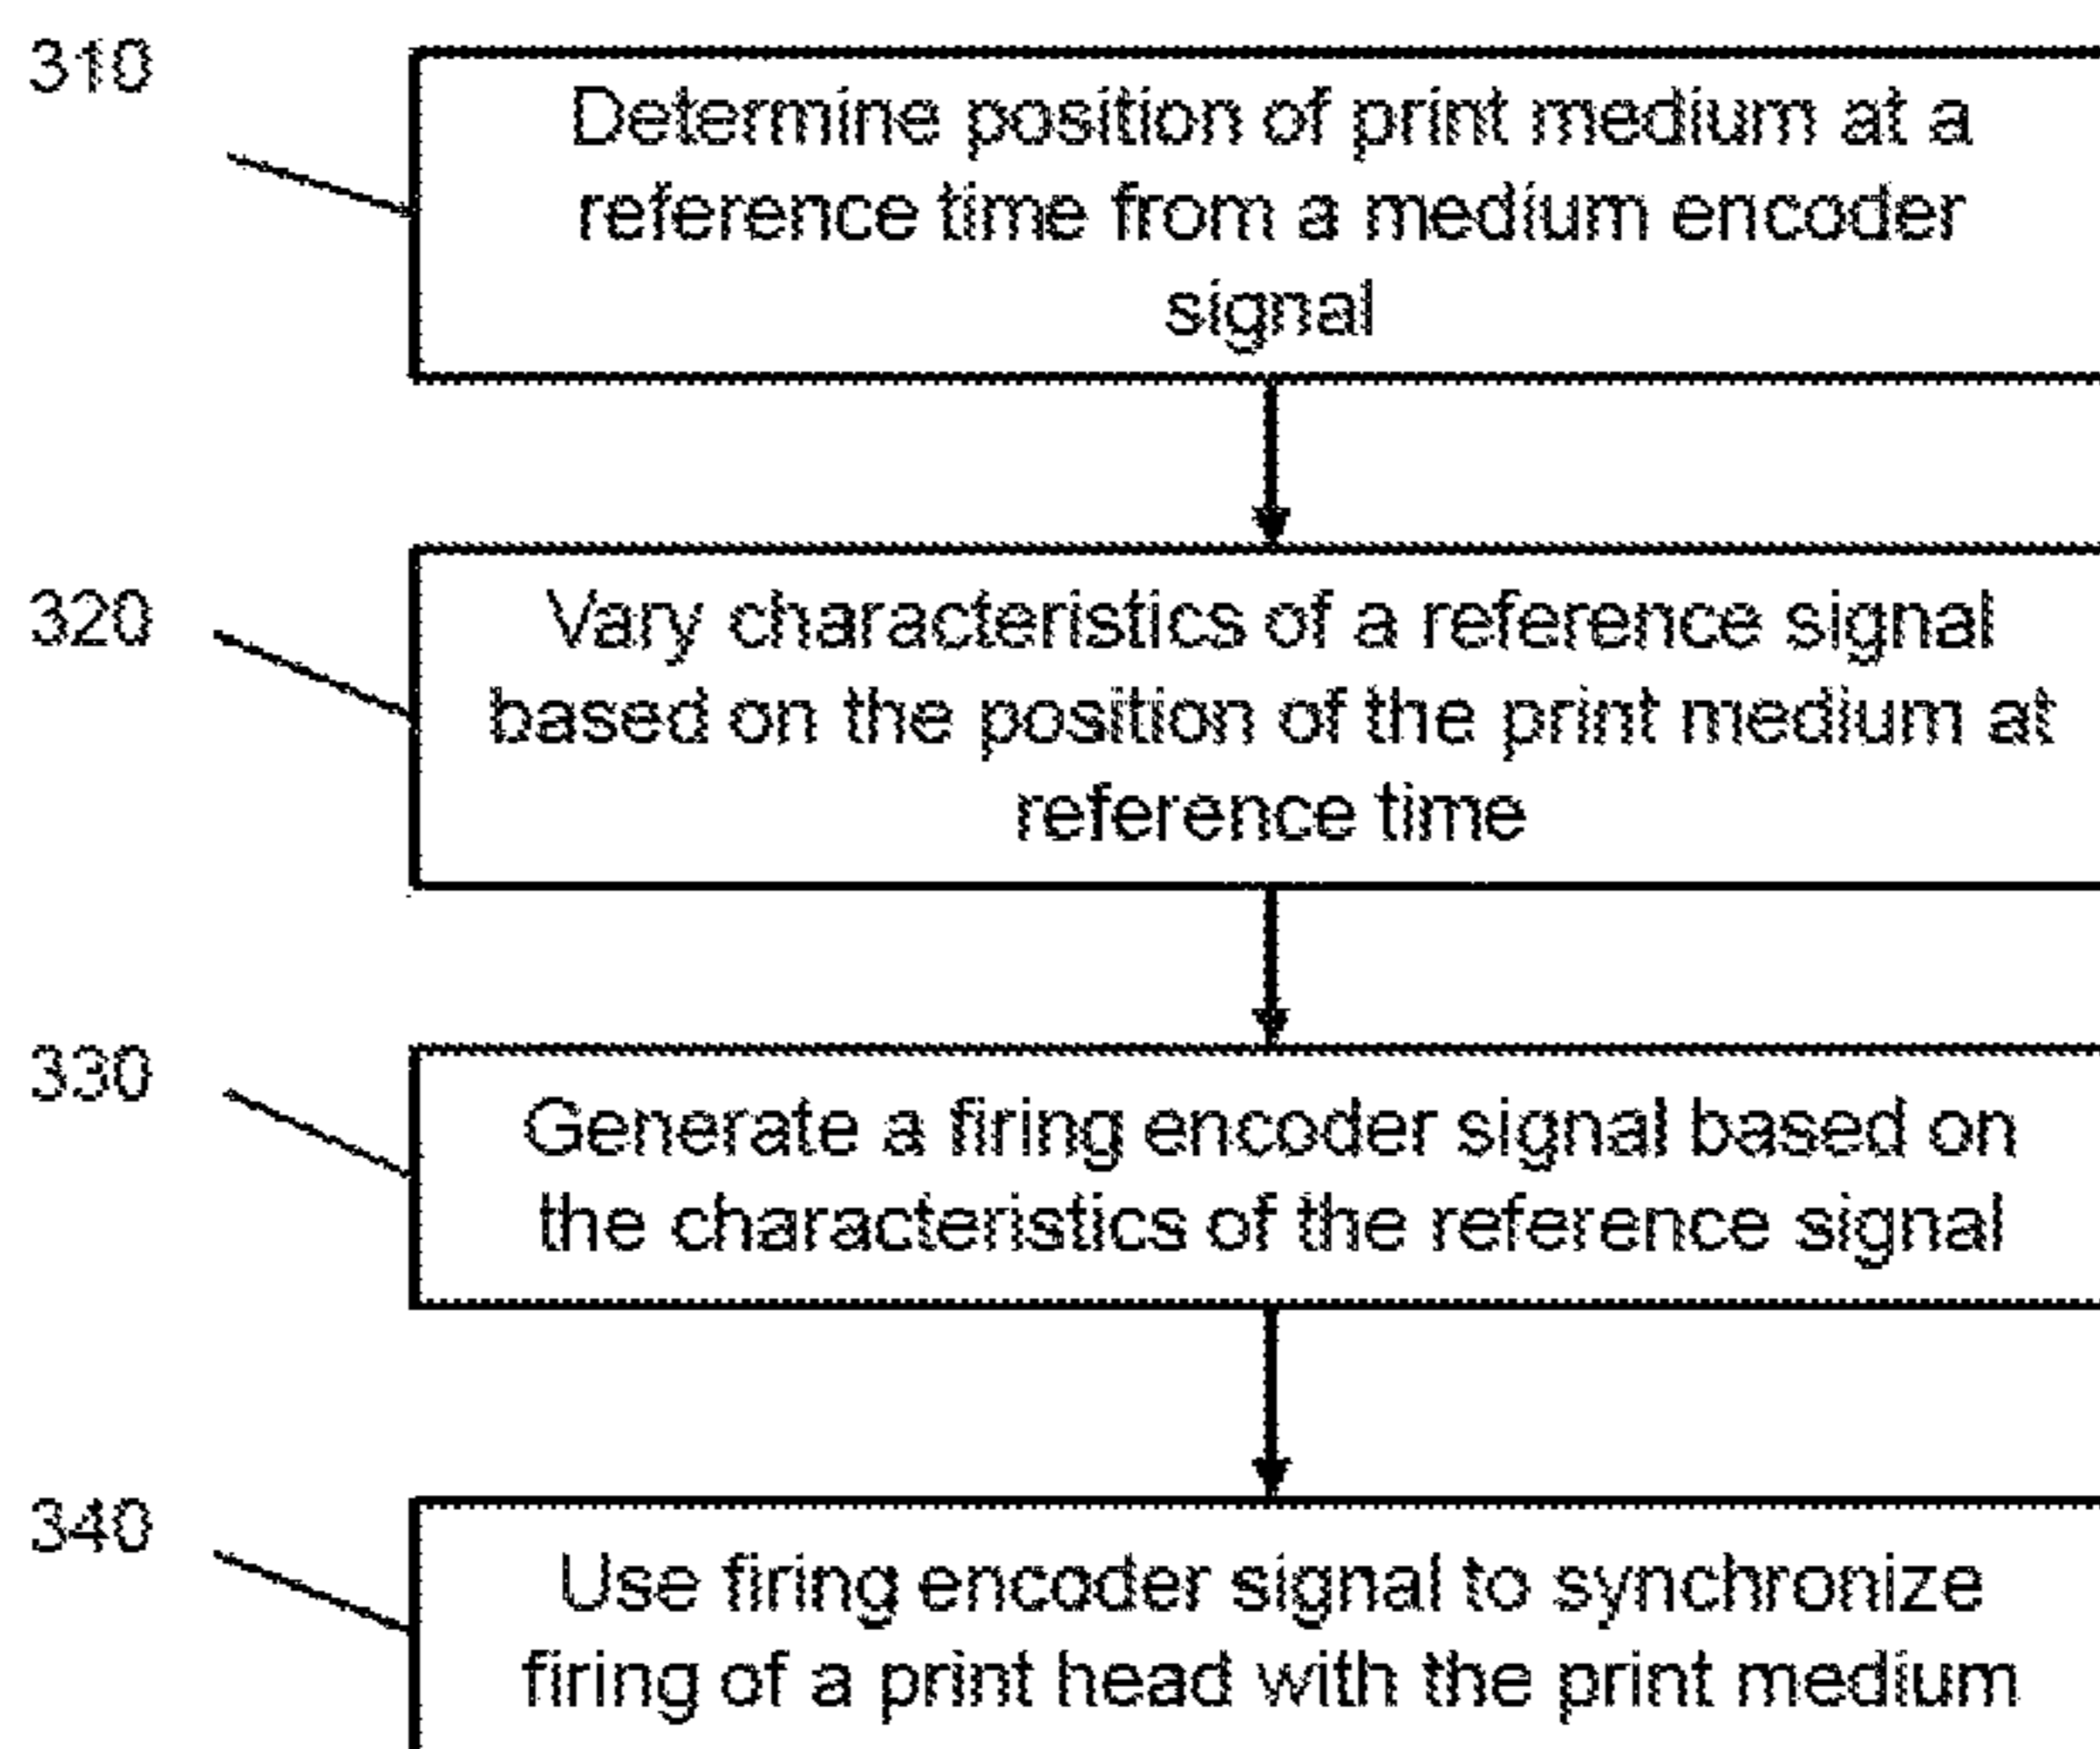 310
Determine position of print medium at a
reference time from a medium encoder
signal
320
Vary characteristics of a reference signal
based on the position of the print medium at
reference time
330
Generate a firing encoder signal based on
the characteristics of the reference signal
340
Use firing encoder signal to synchronize
firing of a print head with the print medium